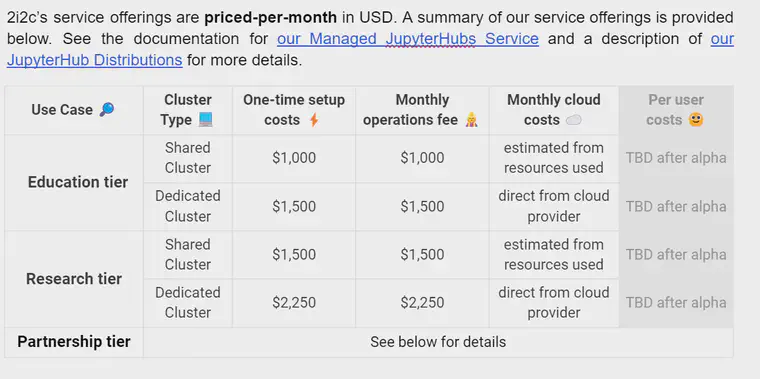 2i2c's service offerings are priced-per-month in USD. A summary of our service offerings is provided
below. See the documentation for our Managed JupyterHubs Service and a description of our
JupyterHub Distributions for more details.
Use Case 🔎 Cluster Type 💻 One-time setup costs ⚡ Monthly operations fee 👷 Monthly cloud costs ☁️ Per user costs 🙂
Education tier
Shared Cluster $1,000 $1,000 estimated from resources used TBD after alpha
Dedicated Cluster $1,500 $1,500 direct from cloud provider TBD after alpha
Research tier
Shared Cluster $1,500 $1,500 estimated from resources used TBD after alpha
Dedicated Cluster $2,250 $2,250 direct from cloud provider TBD after alpha
Partnership tier See below for details